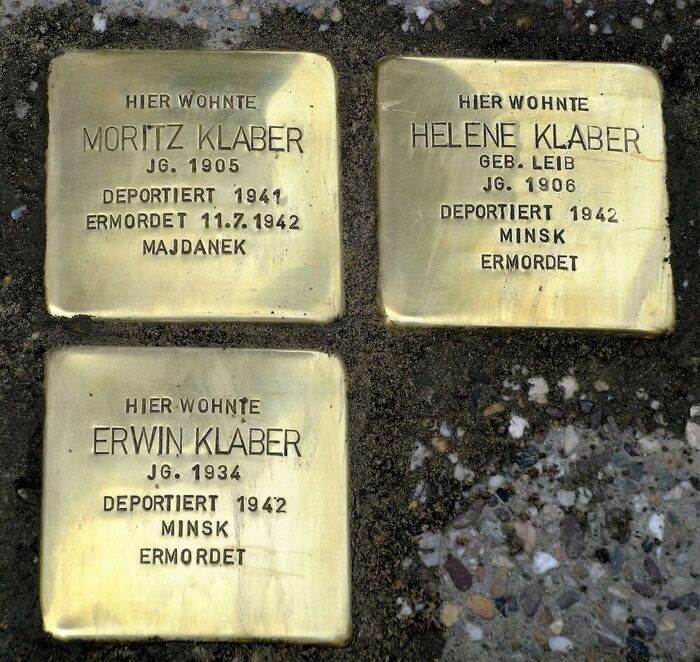 HIER WOHNTE
MORITZ KLABER
JG. 1905
DEPORTIERT 1941
ERMORDET 11.7.1942
MAJDANEK
HIER WOHNTE
HELENE KLABER
GEB. LEIB
JG. 1906
DEPORTIERT 1942
MINSK
ERMORDET
HIER WOHNTE
ERWIN KLABER
JG. 1934
DEPORTIERT 1942
MINSK
ERMORDET